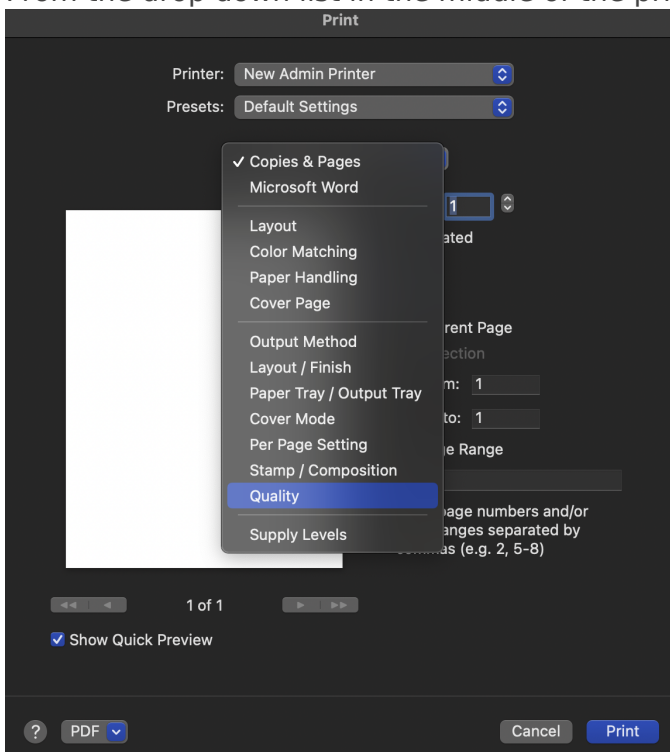 From the drop down list in the middle of the pri
Print
Printer: New Admin Printer
Presets: Default Settings
✓ Copies & Pages
Microsoft Word
1
ated
Layout
Color Matching
Paper Handling
Cover Page
rent Page
Output Method
ection
Layout / Finish
m: 1
Paper Tray / Output Tray
Cover Mode
to: 1
Per Page Setting
ge Range
Stamp / Composition
Quality
page numbers and/or
Supply Levels
anges separated by
commas (e.g. 2, 5-8)
1 of 1
Show Quick Preview
? PDF
Cancel
Print